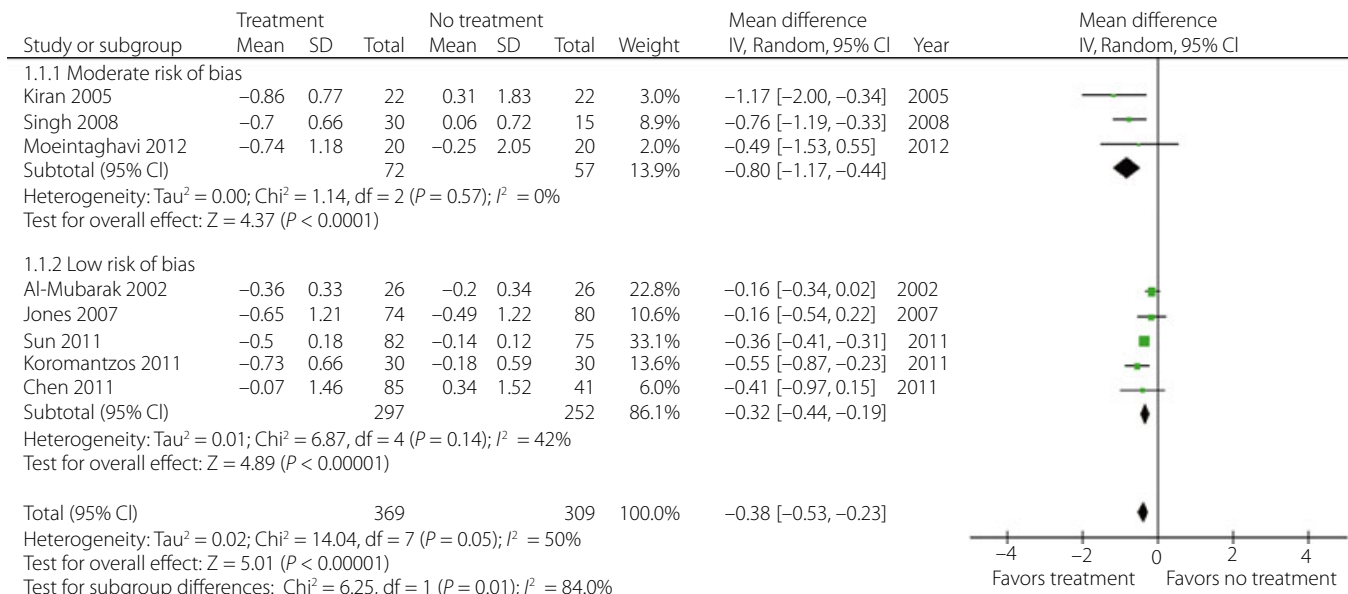 Treatment No treatment Mean difference Mean difference
Study or subgroup Mean SD Total Mean SD Total Weight IV, Random, 95% CI Year IV, Random, 95% CI
1.1.1 Moderate risk of bias
Kiran 2005 −0.86 0.77 22 0.31 1.83 22 3.0% −1.17 [−2.00, −0.34] 2005
Singh 2008 −0.7 0.66 30 0.06 0.72 15 8.9% −0.76 [−1.19, −0.33] 2008
Moeintaghavi 2012 −0.74 1.18 20 −0.25 2.05 20 2.0% −0.49 [−1.53, 0.55] 2012
Subtotal (95% CI) 72 57 13.9% −0.80 [−1.17, −0.44]
Heterogeneity: Tau² = 0.00; Chi² = 1.14, df = 2 (P = 0.57); I² = 0%
Test for overall effect: Z = 4.37 (P < 0.0001)
1.1.2 Low risk of bias
Al-Mubarak 2002 −0.36 0.33 26 −0.2 0.34 26 22.8% −0.16 [−0.34, 0.02] 2002
Jones 2007 −0.65 1.21 74 −0.49 1.22 80 10.6% −0.16 [−0.54, 0.22] 2007
Sun 2011 −0.5 0.18 82 −0.14 0.12 75 33.1% −0.36 [−0.41, −0.31] 2011
Koromantzos 2011 −0.73 0.66 30 −0.18 0.59 30 13.6% −0.55 [−0.87, −0.23] 2011
Chen 2011 −0.07 1.46 85 0.34 1.52 41 6.0% −0.41 [−0.97, 0.15] 2011
Subtotal (95% CI) 297 252 86.1% −0.32 [−0.44, −0.19]
Heterogeneity: Tau² = 0.01; Chi² = 6.87, df = 4 (P = 0.14); I² = 42%
Test for overall effect: Z = 4.89 (P < 0.00001)
Total (95% CI) 369 309 100.0% −0.38 [−0.53, −0.23]
Heterogeneity: Tau² = 0.02; Chi² = 14.04, df = 7 (P = 0.05); I² = 50%
Test for overall effect: Z = 5.01 (P < 0.00001)
Test for subgroup differences: Chi² = 6.25, df = 1 (P = 0.01); I² = 84.0%
−4 −2 0 2 4
Favors treatment Favors no treatment